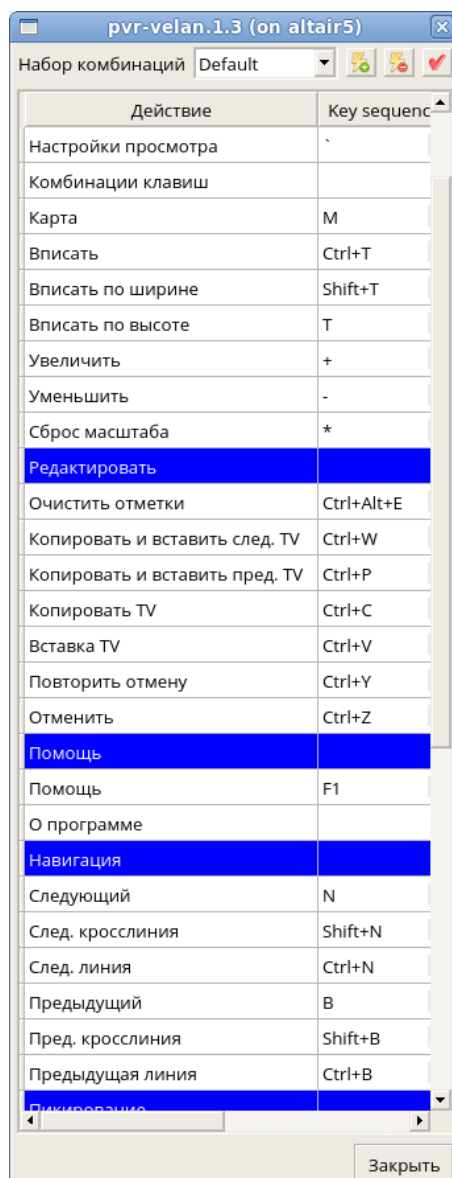 pvr-velan.1.3 (on altair5)
Набор комбинаций Default
Действие Key sequenc
Настройки просмотра `
Комбинации клавиш
Карта M
Вписать Ctrl+T
Вписать по ширине Shift+T
Вписать по высоте T
Увеличить +
Уменьшить -
Сброс масштаба *
Редактировать
Очистить отметки Ctrl+Alt+E
Копировать и вставить след. TV Ctrl+W
Копировать и вставить пред. TV Ctrl+P
Копировать TV Ctrl+C
Вставка TV Ctrl+V
Повторить отмену Ctrl+Y
Отменить Ctrl+Z
Помощь
Помощь F1
О программе
Навигация
Следующий N
След. кросслиния Shift+N
След. линия Ctrl+N
Предыдущий B
Пред. кросслиния Shift+B
Предыдущая линия Ctrl+B
Пикирование
Закрыть